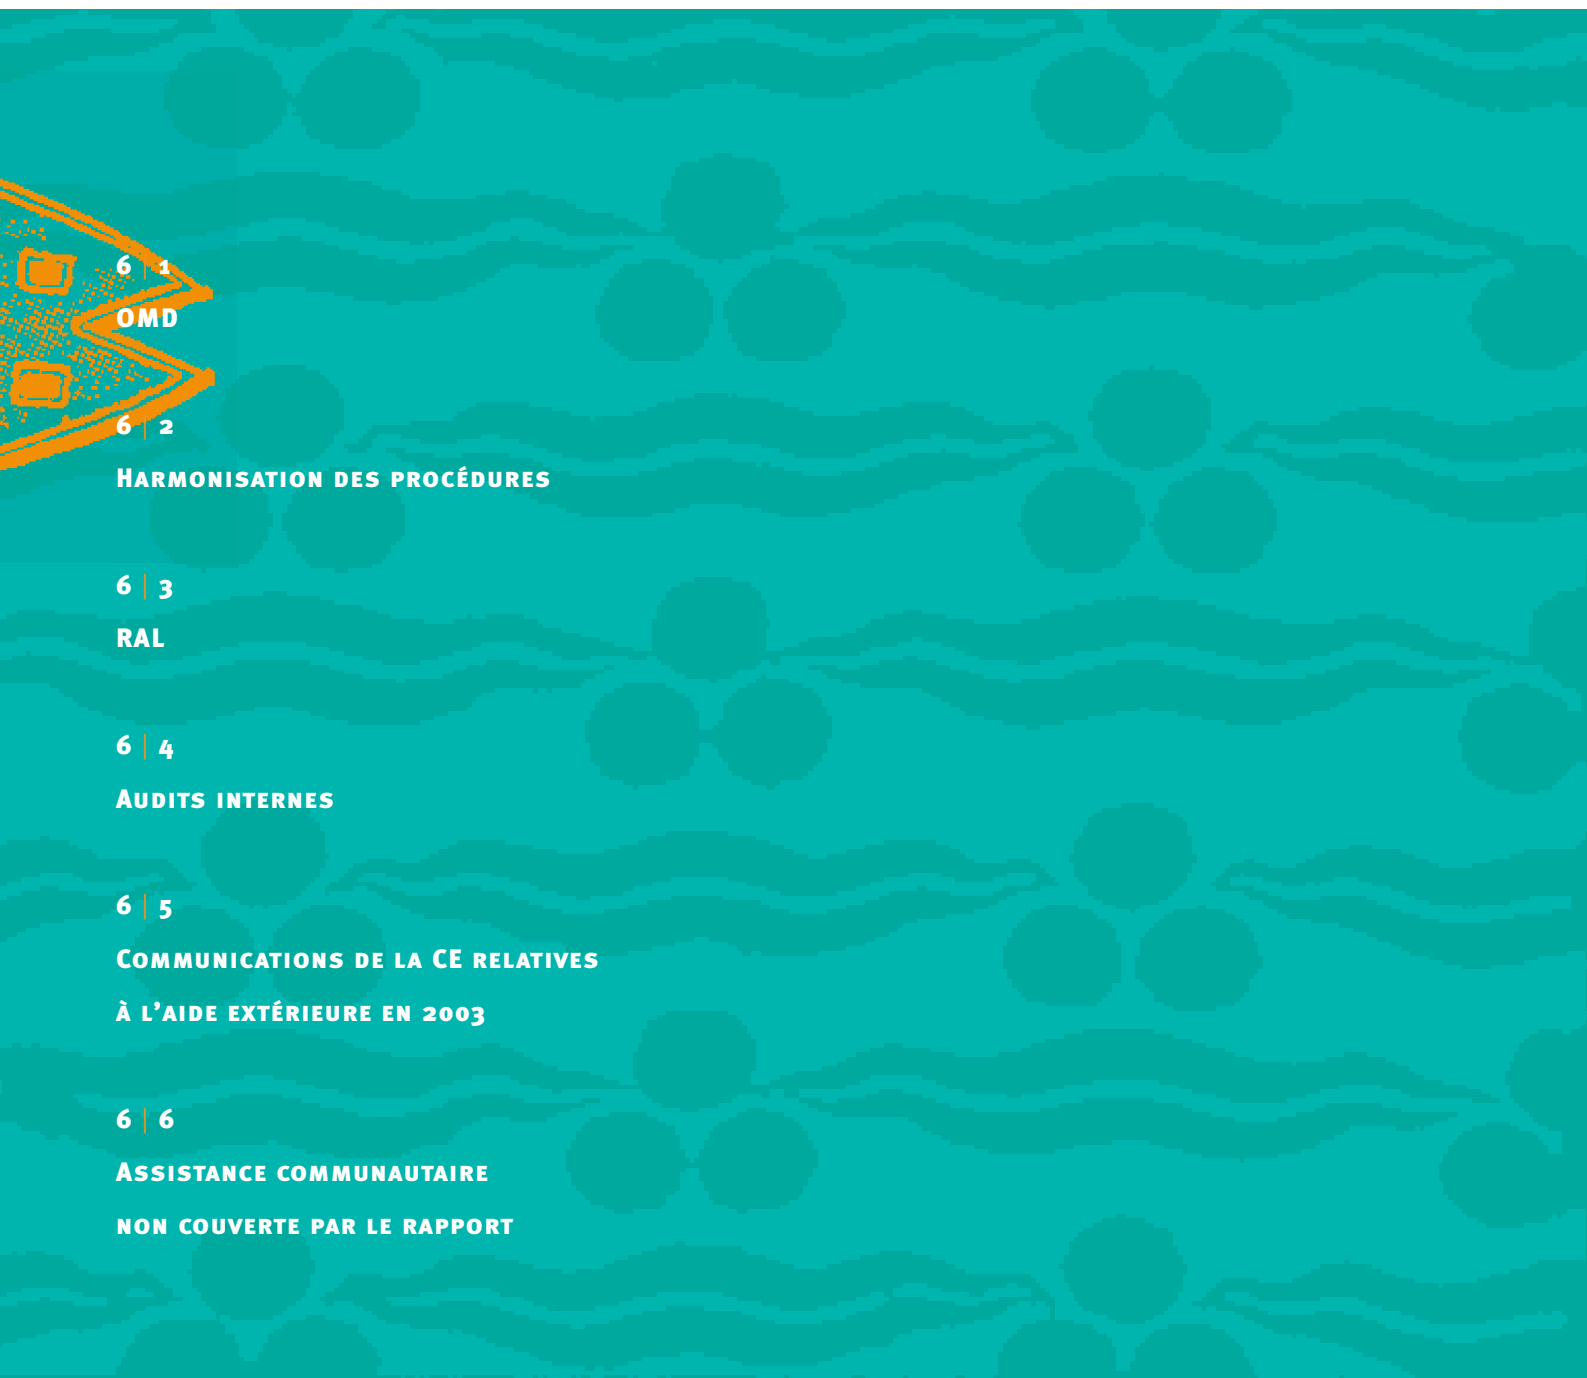 6 | 1
OMD
6 | 2
Harmonisation des procédures
6 | 3
RAL
6 | 4
Audits internes
6 | 5
Communications de la CE relatives
à l’aide extérieure en 2003
6 | 6
Assistance communautaire
non couverte par le rapport